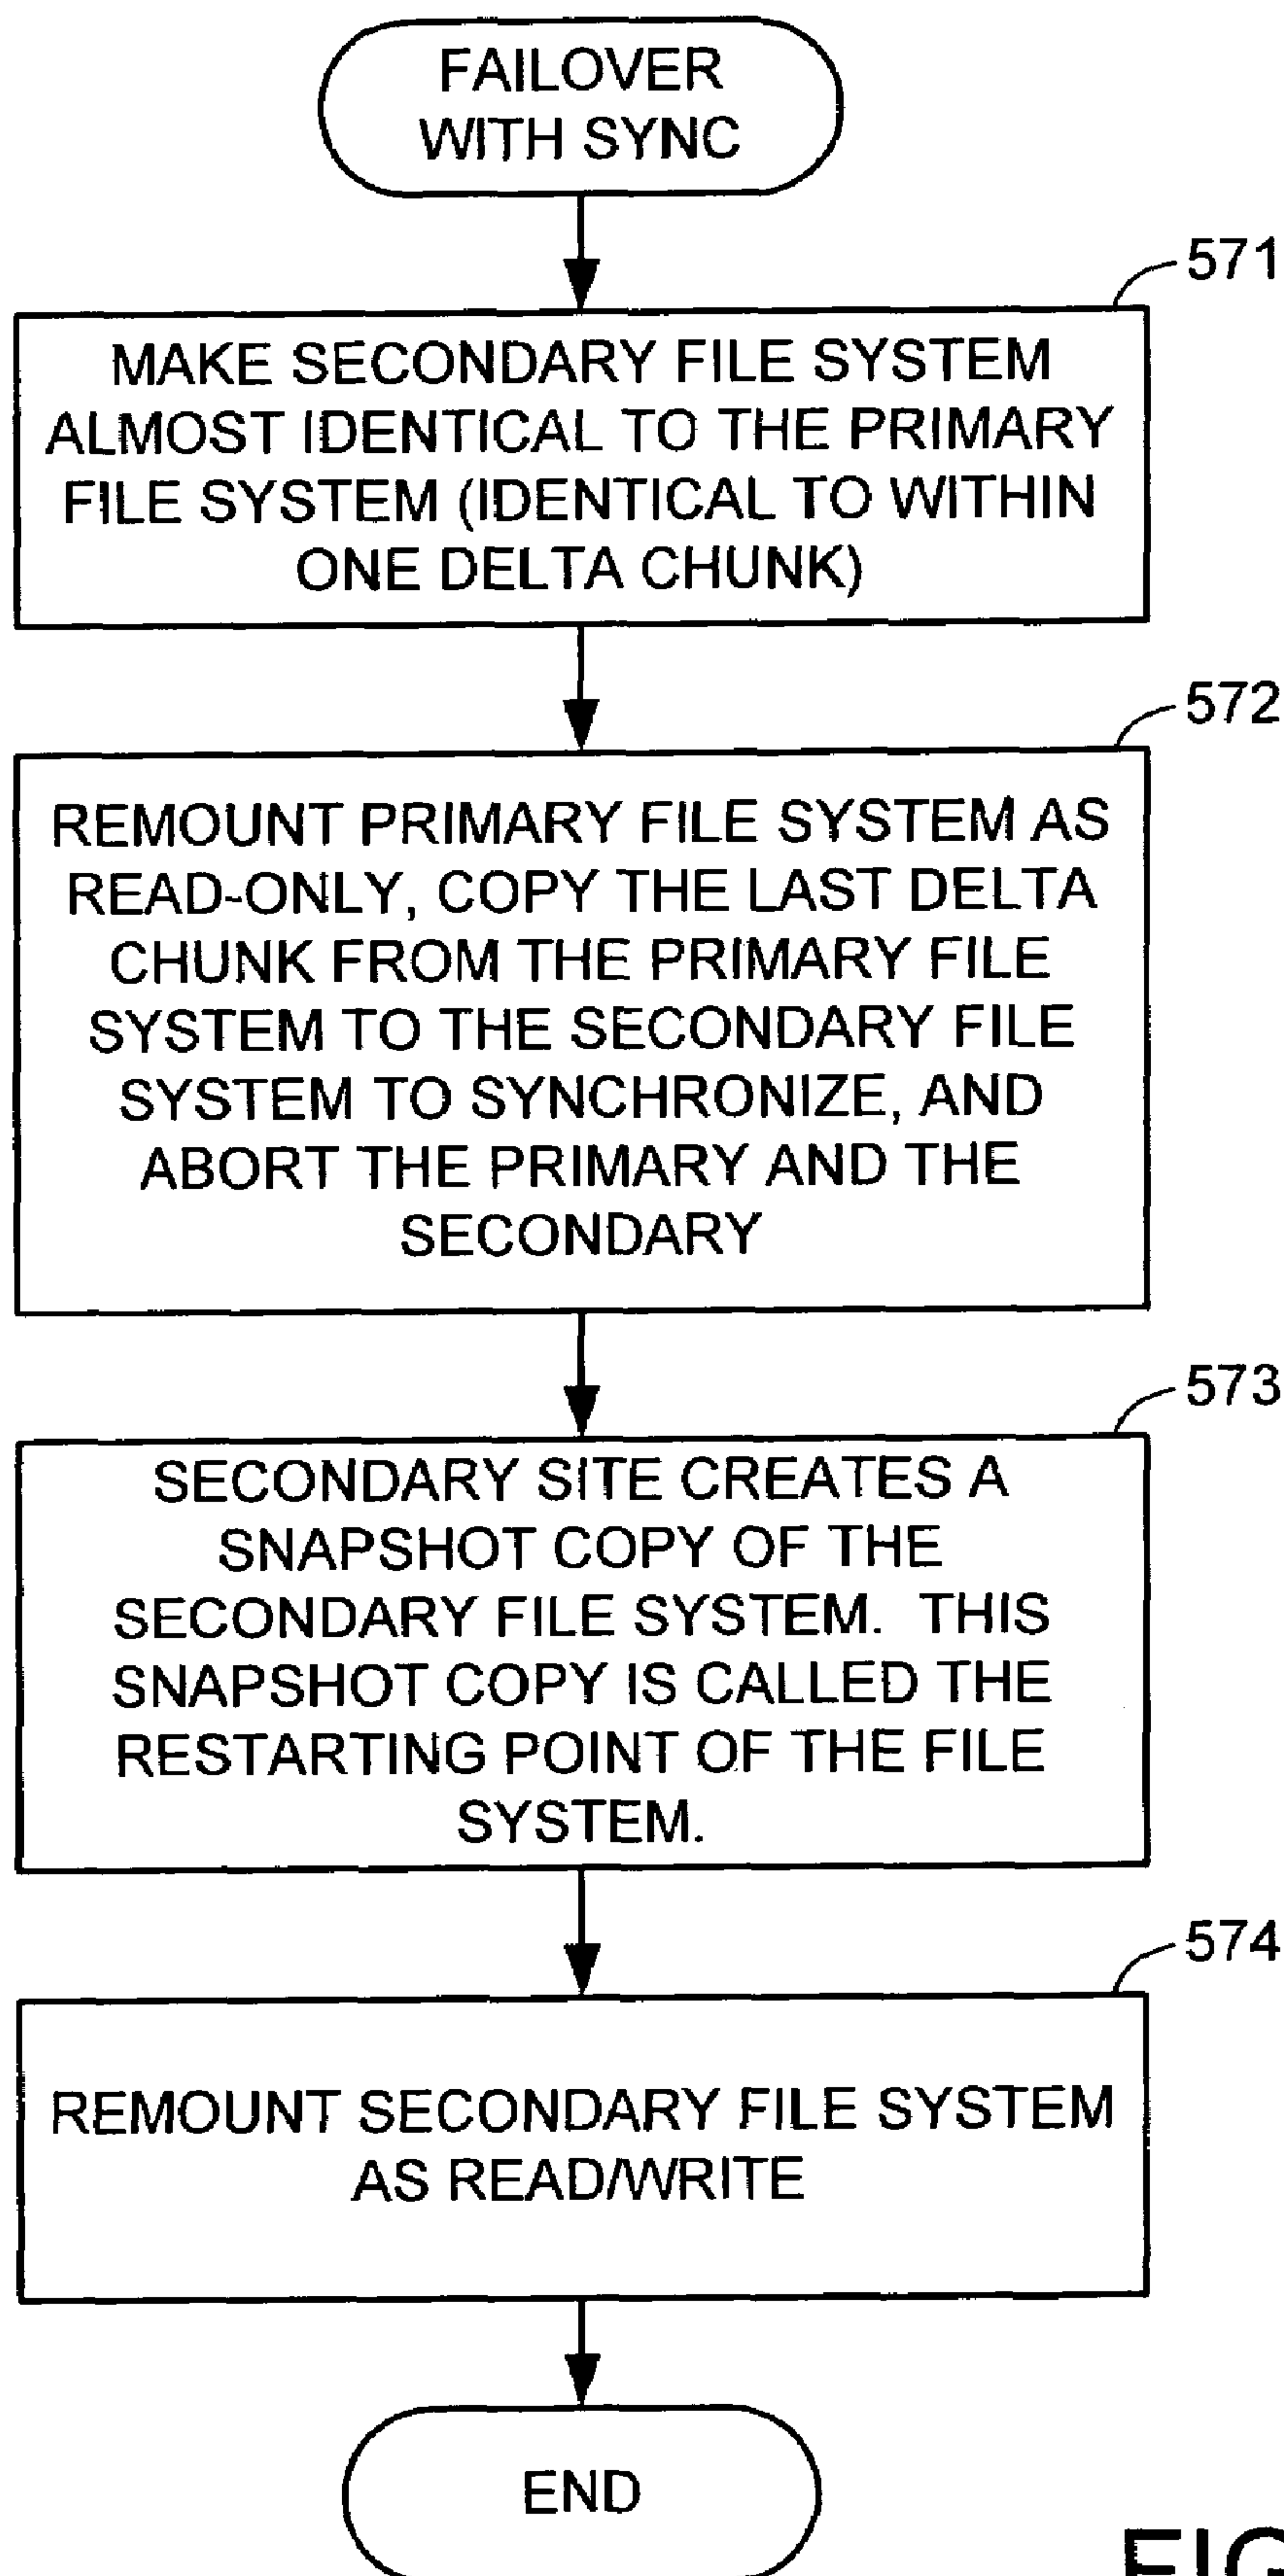 FAILOVER
WITH SYNC
571
MAKE SECONDARY FILE SYSTEM
ALMOST IDENTICAL TO THE PRIMARY
FILE SYSTEM (IDENTICAL TO WITHIN
ONE DELTA CHUNK)
572
REMOUNT PRIMARY FILE SYSTEM AS
READ-ONLY, COPY THE LAST DELTA
CHUNK FROM THE PRIMARY FILE
SYSTEM TO THE SECONDARY FILE
SYSTEM TO SYNCHRONIZE, AND
ABORT THE PRIMARY AND THE
SECONDARY
573
SECONDARY SITE CREATES A
SNAPSHOT COPY OF THE
SECONDARY FILE SYSTEM. THIS
SNAPSHOT COPY IS CALLED THE
RESTARTING POINT OF THE FILE
SYSTEM.
574
REMOUNT SECONDARY FILE SYSTEM
AS READ/WRITE
END